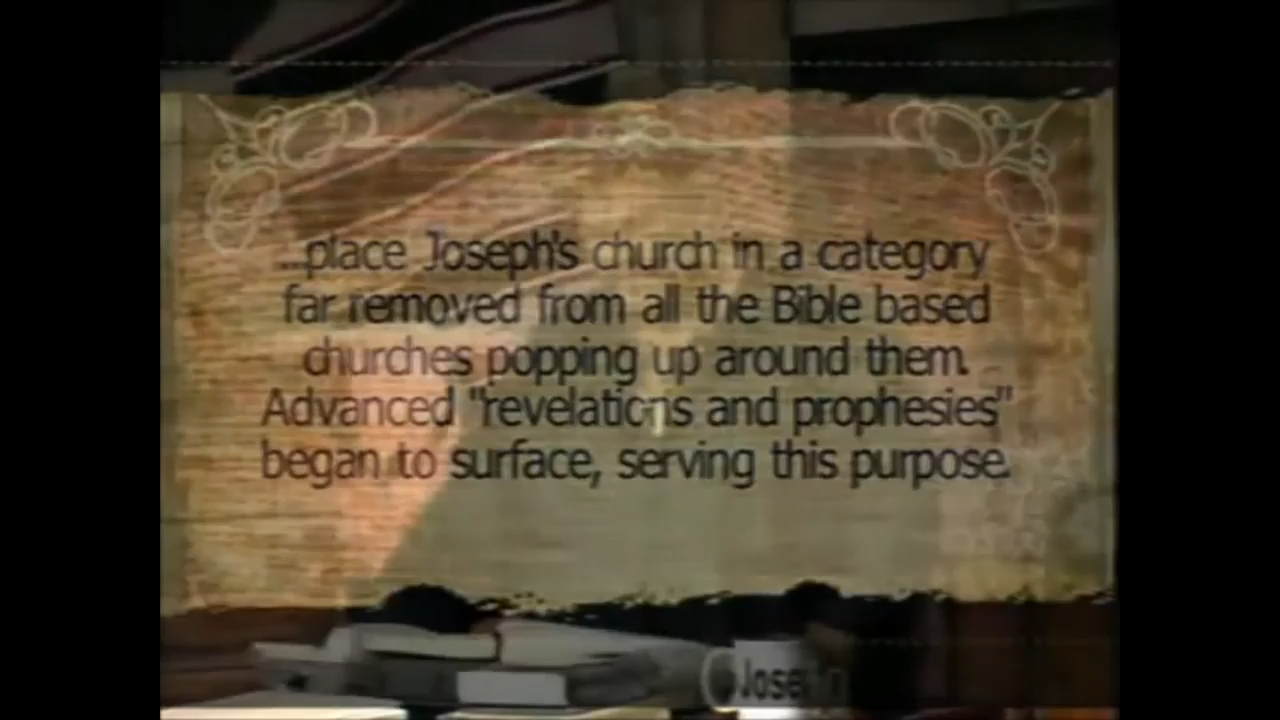 ...place Joseph's church in a category
far removed from all the Bible based
churches popping up around them.
Advanced "revelations and prophesies"
began to surface, serving this purpose.